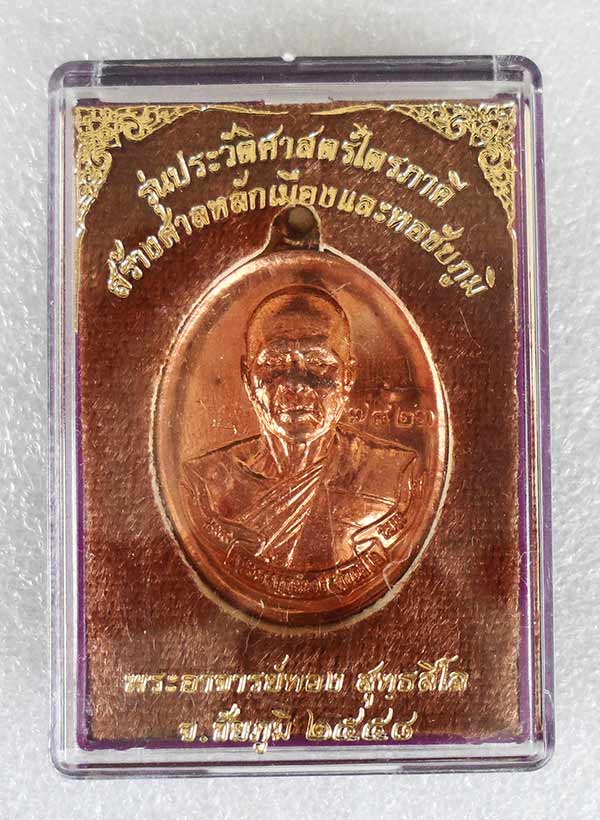 รุ่นประวัติศาสตร์ไตรภาคี
สร้างศาลหลักเมืองและหอชัยภูมิ
๗๘๒๑
พระอาจารย์ทอง สุทฺธสีโล
จ.ชัยภูมิ ๒๕๕๔